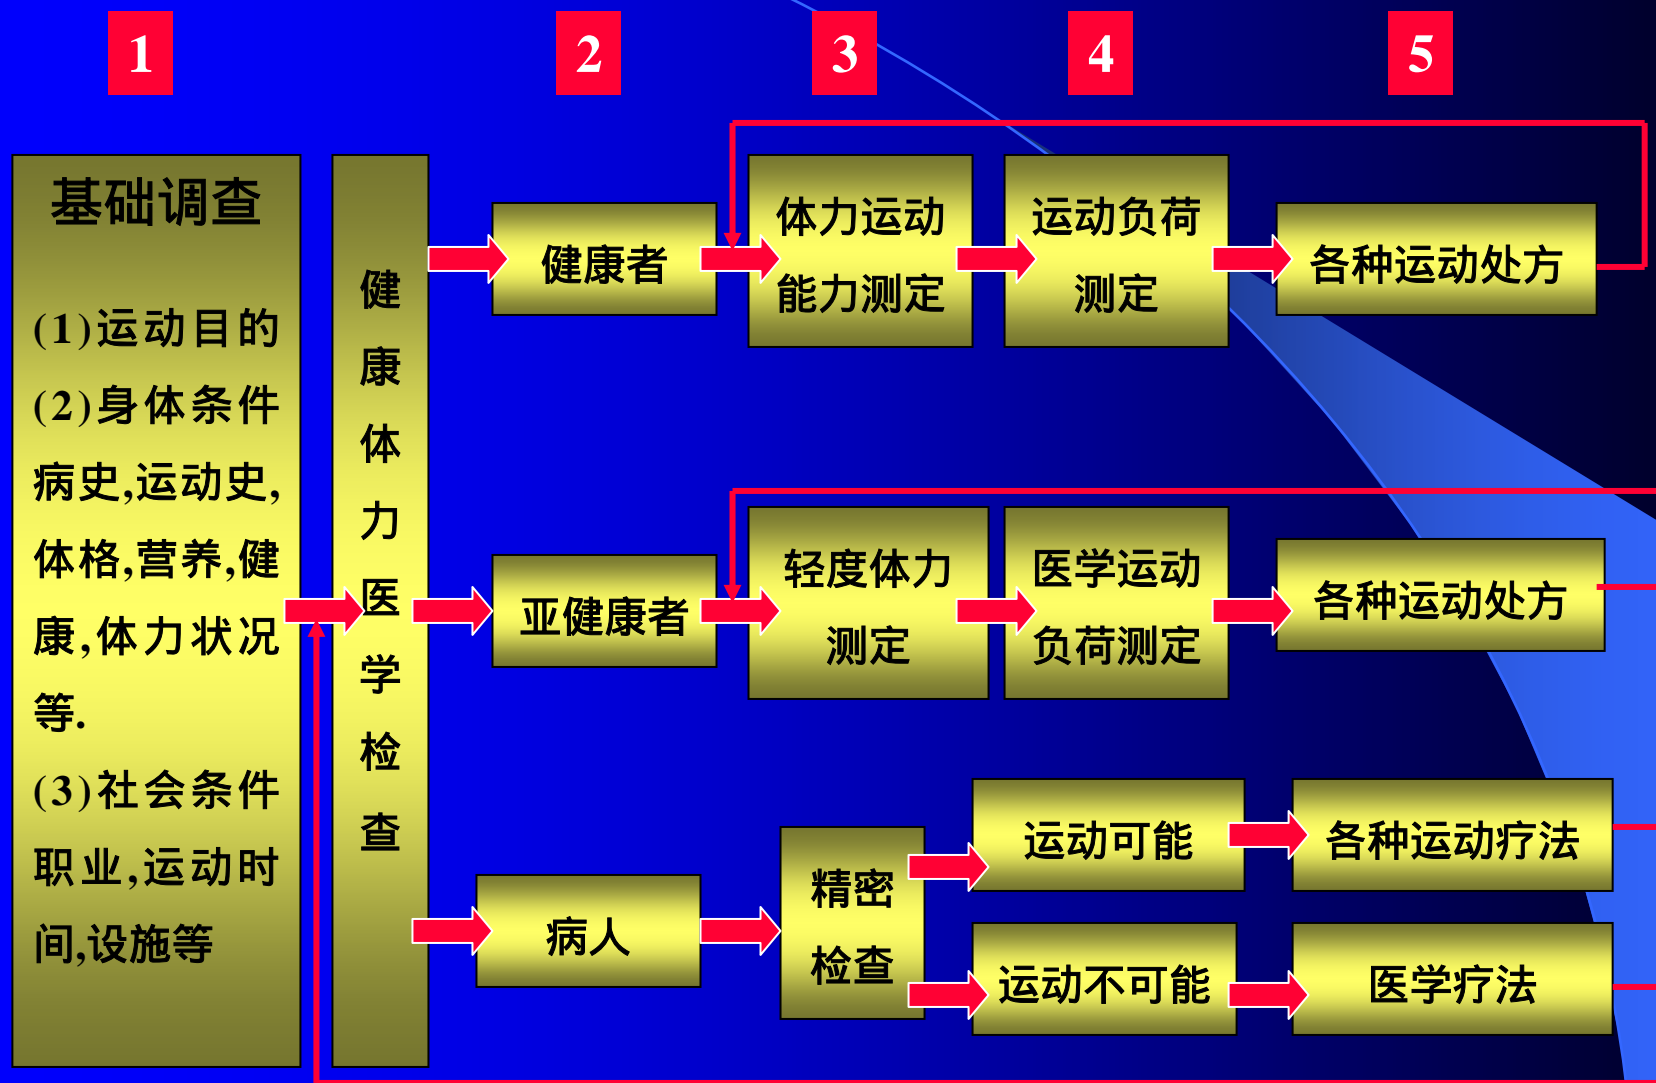 1
2
3
4
5
基础调查
(1)运动目的
(2)身体条件
病史,运动史,
体格,营养,健
康,体力状况
等.
(3)社会条件
职业,运动时
间,设施等
健
康
体
力
医
学
检
查
健康者
体力运动
能力测定
运动负荷
测定
各种运动处方
亚健康者
轻度体力
测定
医学运动
负荷测定
各种运动处方
病人
精密
检查
运动可能
各种运动疗法
运动不可能
医学疗法